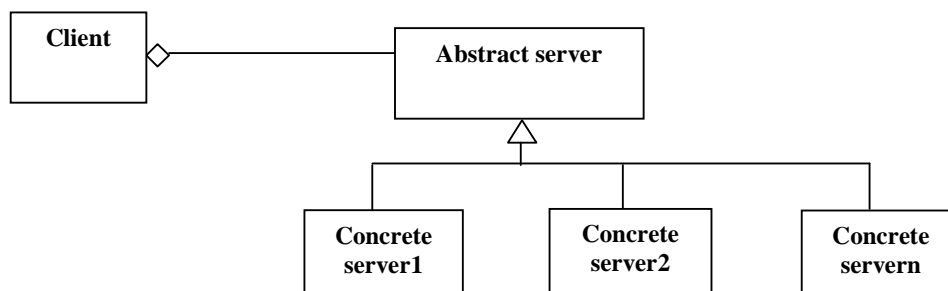 Client
Abstract server
Concrete
server1
Concrete
server2
Concrete
servern